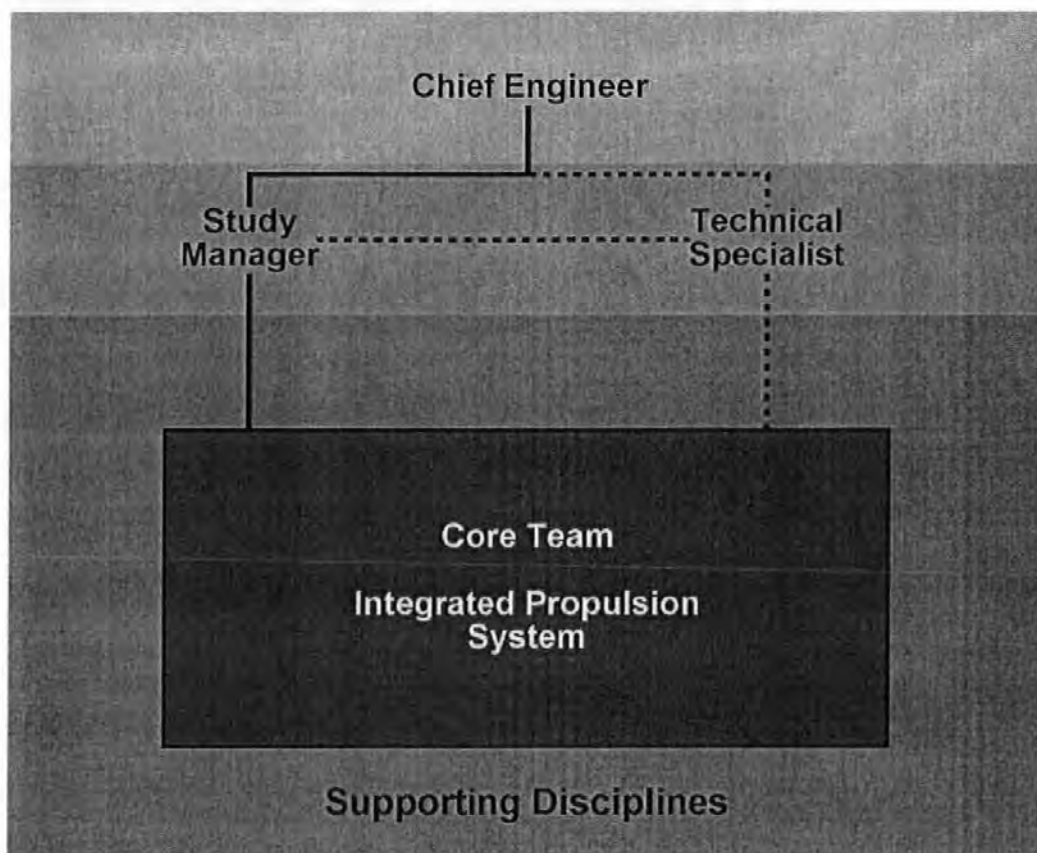 Chief Engineer
Study
Manager
Technical
Specialist
Core Team
Integrated Propulsion
System
Supporting Disciplines